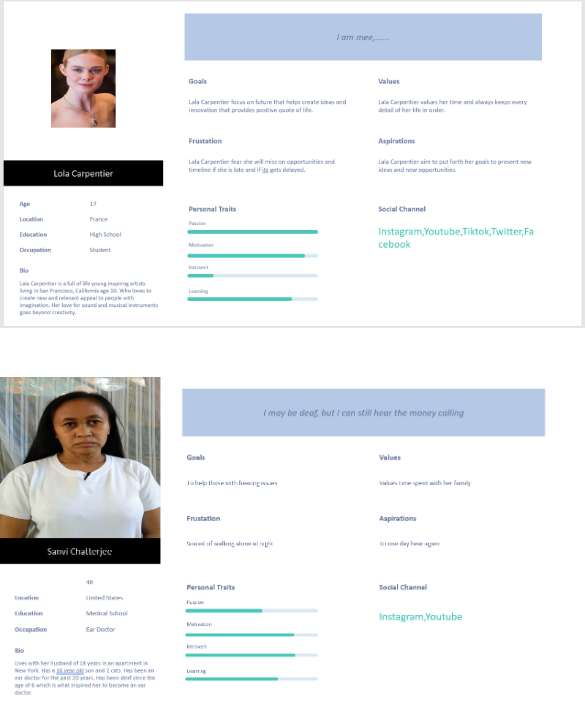 I am mee,......
Goals
Lala Carpentier focus on future that helps create ideas and
innovation that provides positive quote of life.
Values
Lala Carpentier values her time and always keeps every
detail of her life in order.
Frustation
Lala Carpentier fear she will miss on opportunities and
timeline if she is late and if its gets delayed.
Aspirations
Lala Carpentier aim to put forth her goals to present new
ideas and new opportunities.
Lola Carpentier
Age 17
Location France
Education High School
Occupation Student
Bio
Lala Carpentier is a full of life young inspiring artists
living in San Francisco, California age 19. Who loves to
create new and relevant appeal to people with
imagination. Her love for sound and musical instruments
goes beyond creativity.
Personal Traits
Passion
Motivation
Introvert
Learning
Social Channel
Instagram,Youtube,Tiktok,Twitter,Fa
cebook
I may be deaf, but I can still hear the money calling
Goals
To help those with hearing issues
Values
Values time spent with her family
Frustation
Scared of walking alone at night
Aspirations
To one day hear again
Sanvi Chatterjee
48
Location United States
Education Medical School
Occupation Ear Doctor
Bio
Lives with her husband of 18 years in an apartment in
New York. Has a 16 year old son and 2 cats. Has been an
ear doctor for the past 20 years. Has been deaf since the
age of 6 which is what inspired her to become an ear
doctor.
Personal Traits
Passion
Motivation
Introvert
Learning
Social Channel
Instagram,Youtube